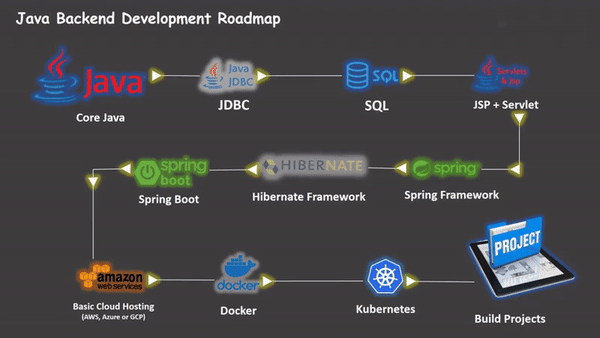 Java Backend Development Roadmap
Java
Core Java
Java
JDBC
JDBC
SQL
SQL
Servlets
& Jsp
JSP + Servlet
spring
boot
Spring Boot
HIBERNATE
Hibernate Framework
spring
Spring Framework
amazon
web services
Basic Cloud Hosting
(AWS, Azure or GCP)
docker
Docker
Kubernetes
PROJECT
Build Projects